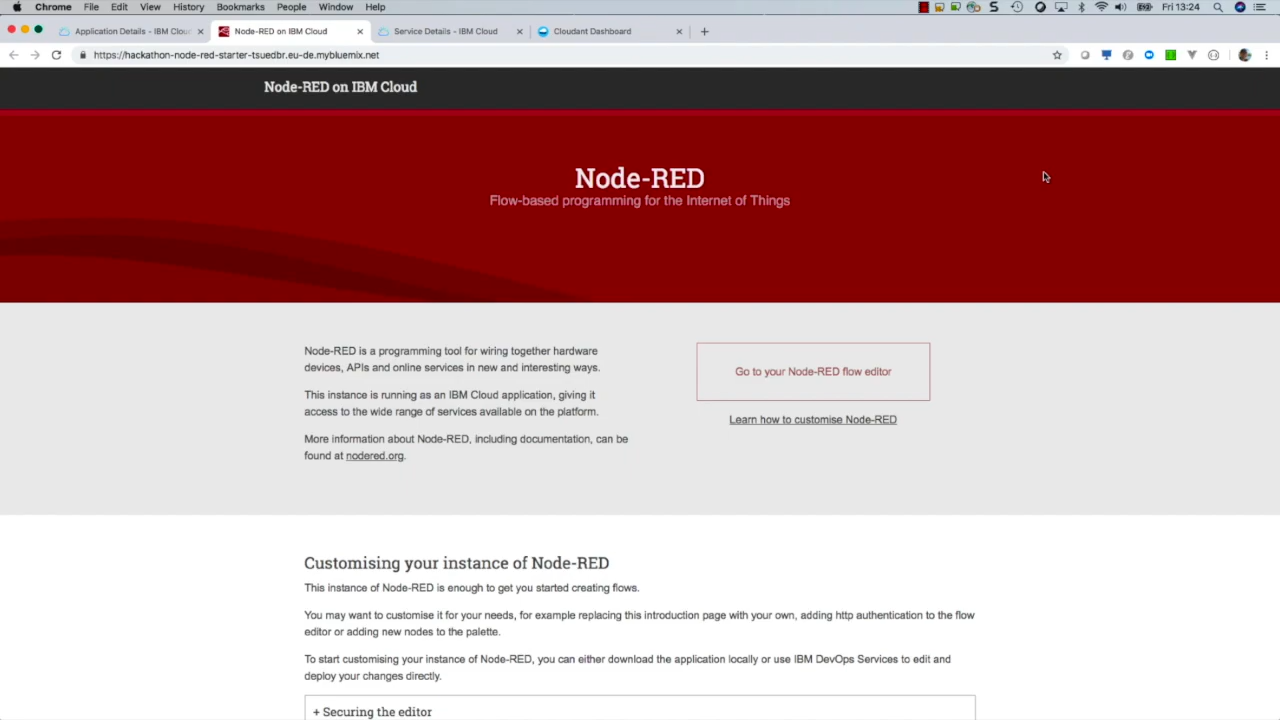 Chrome File Edit View History Bookmarks People Window Help Fri 13:24
Application Details - IBM Clou
Node-RED on IBM Cloud
Service Details - IBM Cloud
Cloudant Dashboard
https://hackathon-node-red-starter-tsuedbr.eu-de.mybluemix.net
Node-RED on IBM Cloud
Node-RED
Flow-based programming for the Internet of Things
Node-RED is a programming tool for wiring together hardware
devices, APIs and online services in new and interesting ways.
This instance is running as an IBM Cloud application, giving it
access to the wide range of services available on the platform.
More information about Node-RED, including documentation, can be
found at nodered.org.
Go to your Node-RED flow editor
Learn how to customise Node-RED
Customising your instance of Node-RED
This instance of Node-RED is enough to get you started creating flows.
You may want to customise it for your needs, for example replacing this introduction page with your own, adding http authentication to the flow
editor or adding new nodes to the palette.
To start customising your instance of Node-RED, you can either download the application locally or use IBM DevOps Services to edit and
deploy your changes directly.
+ Securing the editor